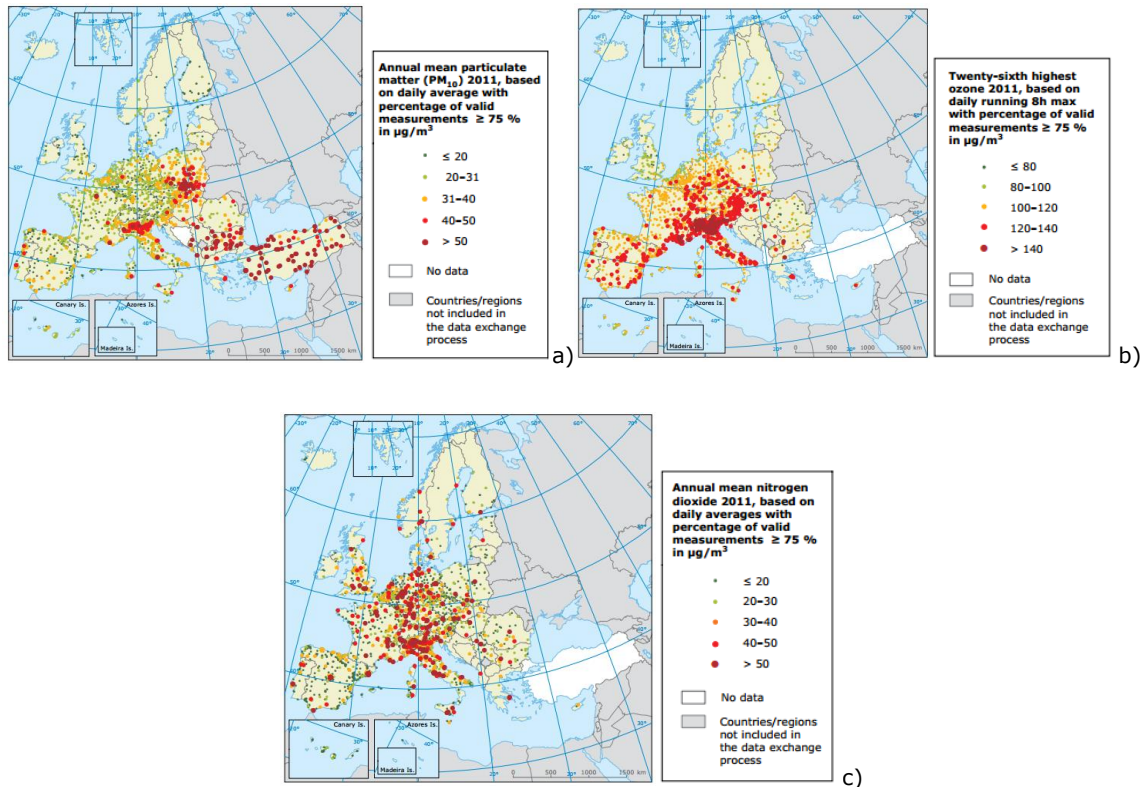 Annual mean particulate
matter (PM₁₀) 2011, based
on daily average with
percentage of valid
measurements ≥ 75 %
in µg/m³
≤ 20
20–31
31–40
40–50
> 50
No data
Countries/regions
not included in
the data exchange
process
Canary Is.
Azores Is.
Madeira Is.
0 500 1000 1500 km
a)
Twenty-sixth highest
ozone 2011, based on
daily running 8h max
with percentage of valid
measurements ≥ 75 %
in µg/m³
≤ 80
80–100
100–120
120–140
> 140
No data
Countries/regions
not included in
the data exchange
process
Canary Is.
Azores Is.
Madeira Is.
0 500 1000 1500 km
b)
Annual mean nitrogen
dioxide 2011, based on
daily averages with
percentage of valid
measurements ≥ 75 %
in µg/m³
≤ 20
20–30
30–40
40–50
> 50
No data
Countries/regions
not included in
the data exchange
process
Canary Is.
Azores Is.
Madeira Is.
0 500 1000 1500 km
c)